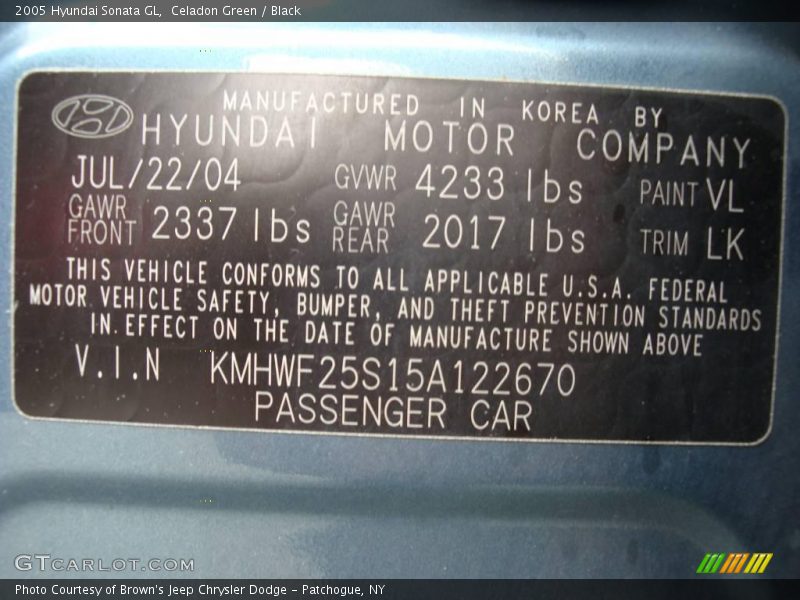 2005 Hyundai Sonata GL, Celadon Green / Black
MANUFACTURED IN KOREA BY
HYUNDAI MOTOR COMPANY
JUL/22/04 GVWR 4233 lbs PAINT VL
GAWR FRONT 2337 lbs GAWR REAR 2017 lbs TRIM LK
THIS VEHICLE CONFORMS TO ALL APPLICABLE U.S.A. FEDERAL
MOTOR VEHICLE SAFETY, BUMPER, AND THEFT PREVENTION STANDARDS
IN EFFECT ON THE DATE OF MANUFACTURE SHOWN ABOVE
V.I.N KMHWF25S15A122670
PASSENGER CAR
GTCARLOT.COM
Photo Courtesy of Brown's Jeep Chrysler Dodge - Patchogue, NY